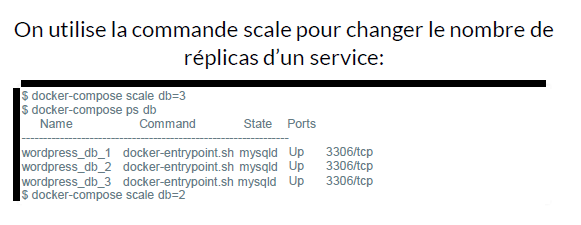 On utilise la commande scale pour changer le nombre de
réplicas d'un service:
$ docker-compose scale db=3
$ docker-compose ps db
Name Command State Ports
---------------------------------------------------------------
wordpress_db_1 docker-entrypoint.sh mysqld Up 3306/tcp
wordpress_db_2 docker-entrypoint.sh mysqld Up 3306/tcp
wordpress_db_3 docker-entrypoint.sh mysqld Up 3306/tcp
$ docker-compose scale db=2